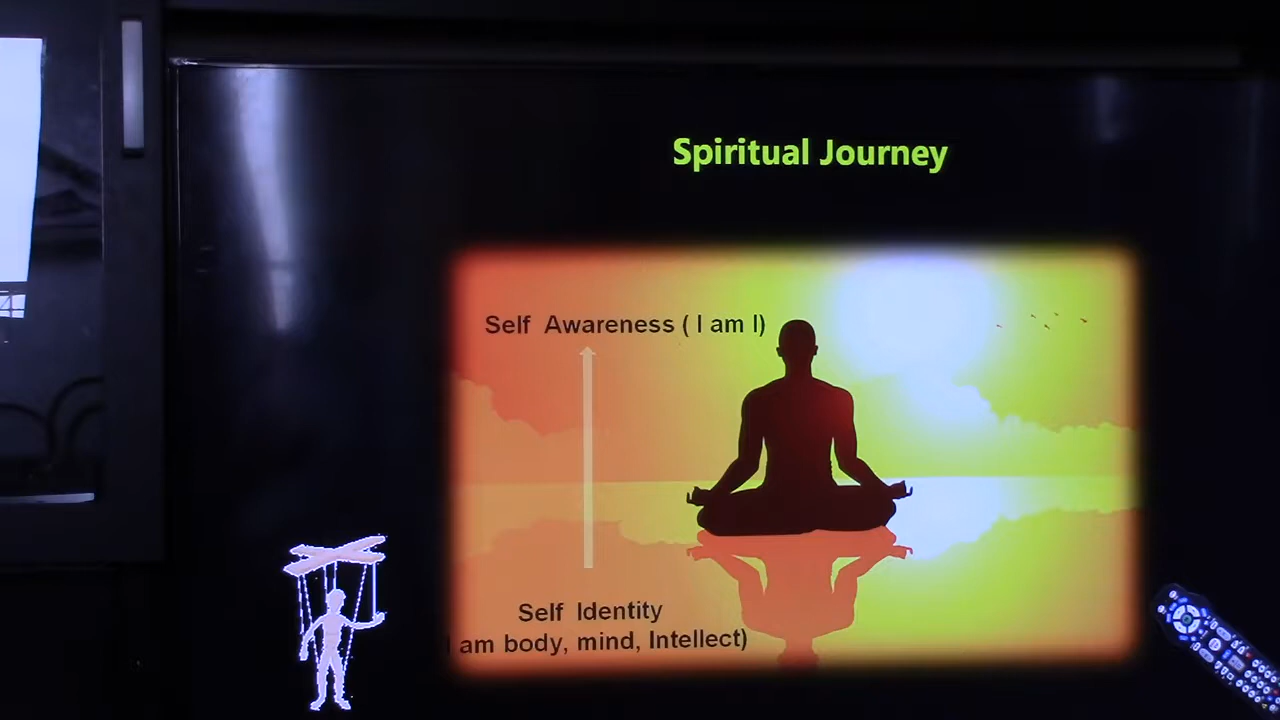 Spiritual Journey
Self Awareness ( I am I)
Self Identity
am body, mind, Intellect)